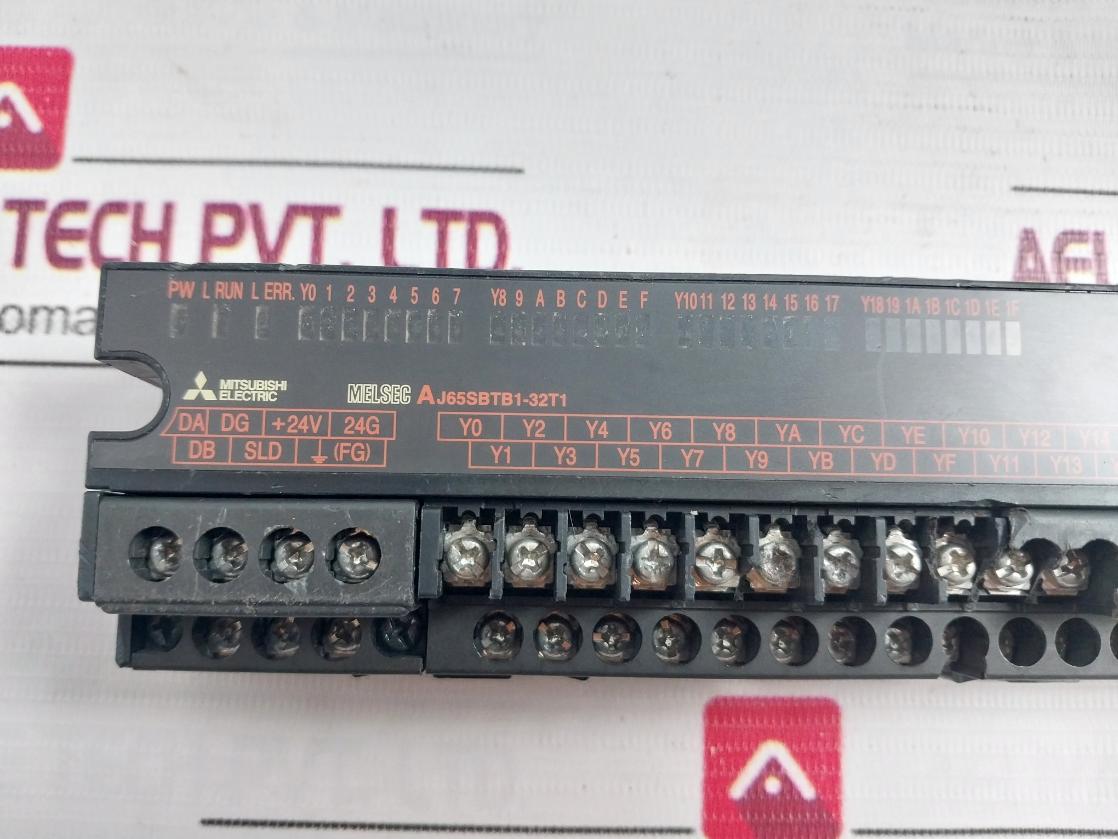 TECH PVT. LTD.
AEL
oma
PW L RUN L ERR. Y0 1 2 3 4 5 6 7 Y8 9 A B C D E F Y10 11 12 13 14 15 16 17 Y18 19 1A 1B 1C 1D 1E 1F
MITSUBISHI
ELECTRIC
MELSEC AJ65SBTB1-32T1
DA DG +24V 24G Y0 Y2 Y4 Y6 Y8 YA YC YE Y10 Y12 Y14
DB SLD (FG) Y1 Y3 Y5 Y7 Y9 YB YD YF Y11 Y13